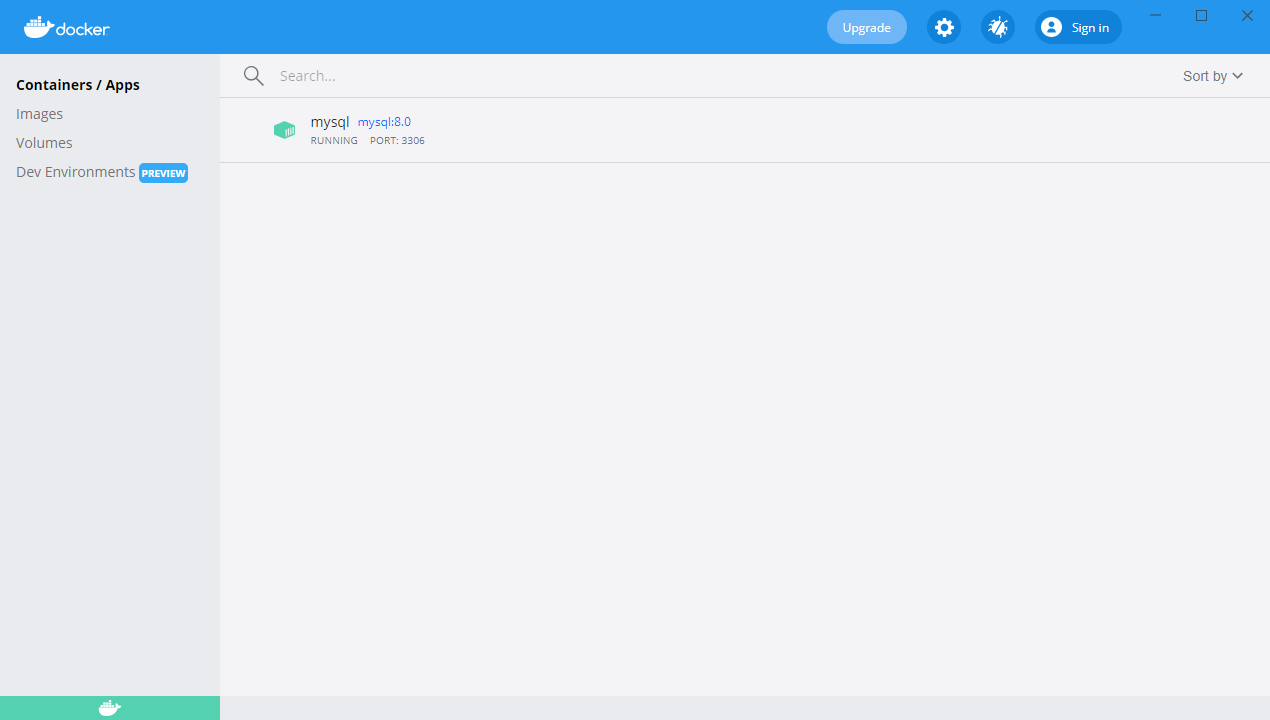 docker
Upgrade
Sign in
Containers / Apps
Images
Volumes
Dev Environments PREVIEW
Search...
Sort by
mysql mysql:8.0
RUNNING PORT: 3306